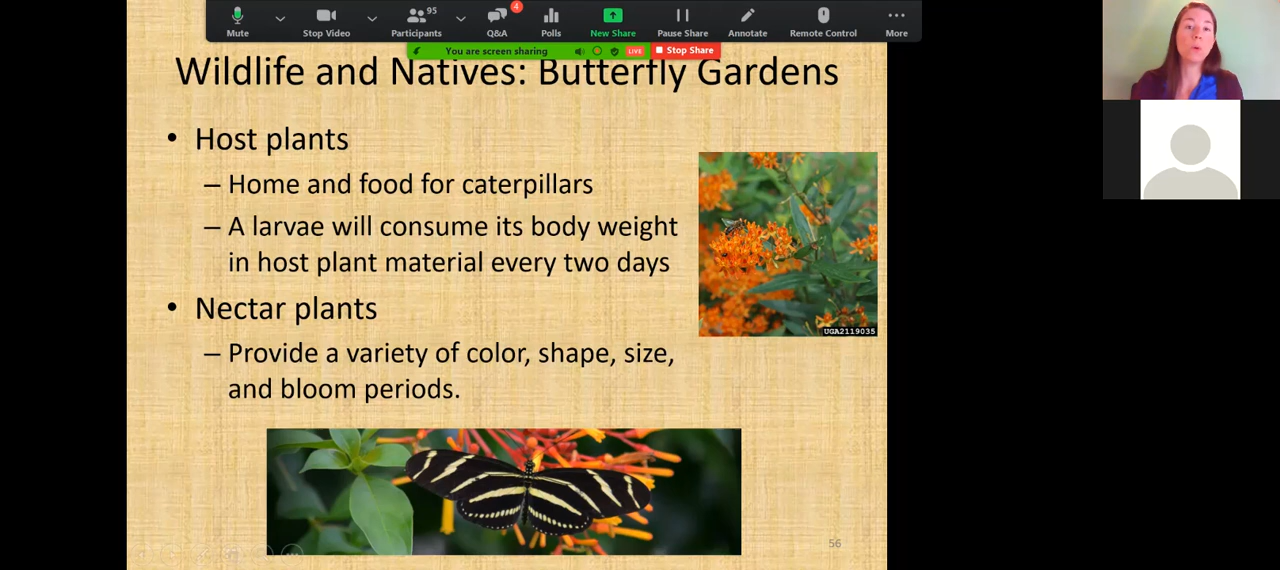 95
4
Mute
Stop Video
Participants
Q&A
Polls
New Share
Pause Share
Annotate
Remote Control
More
You are screen sharing
LIVE
Stop Share
Wildlife and Natives: Butterfly Gardens
• Host plants
– Home and food for caterpillars
– A larvae will consume its body weight
in host plant material every two days
• Nectar plants
– Provide a variety of color, shape, size,
and bloom periods.
UGA2119035
56